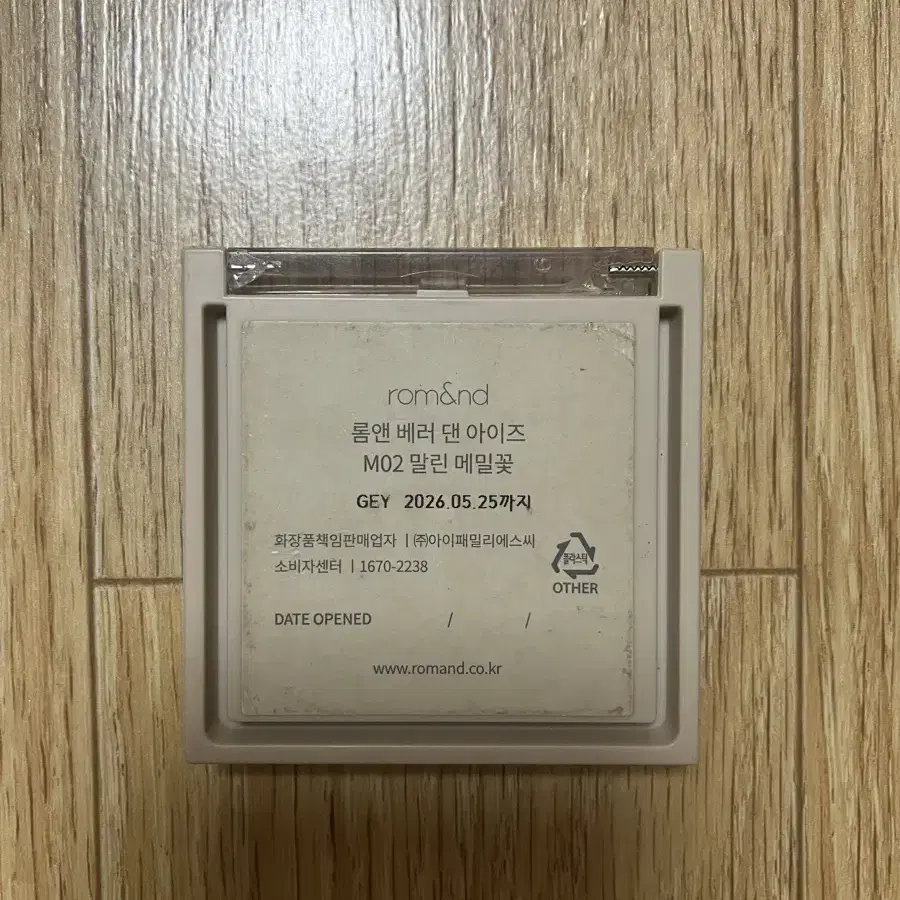 rom&nd
롬앤 베러 댄 아이즈
M02 말린 메밀꽃
GEY 2026.05.25까지
화장품책임판매업자 ㅣ㈜아이패밀리에스씨
소비자센터 ㅣ1670-2238
플라스틱
OTHER
DATE OPENED / /
www.romand.co.kr